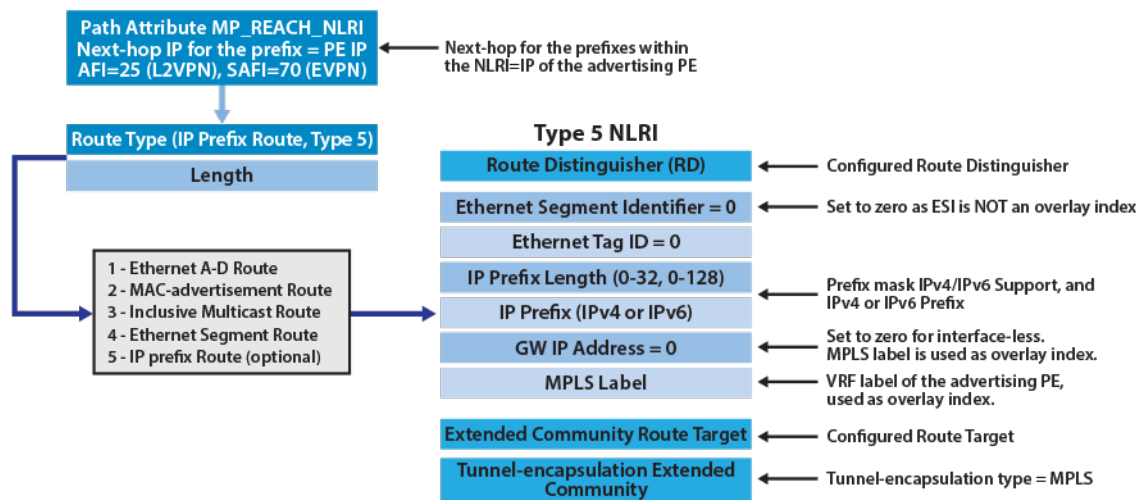 Path Attribute MP_REACH_NLRI
Next-hop IP for the prefix = PE IP
AFI=25 (L2VPN), SAFI=70 (EVPN)
Next-hop for the prefixes within
the NLRI=IP of the advertising PE
Route Type (IP Prefix Route, Type 5)
Length
1 - Ethernet A-D Route
2 - MAC-advertisement Route
3 - Inclusive Multicast Route
4 - Ethernet Segment Route
5 - IP prefix Route (optional)
Type 5 NLRI
Route Distinguisher (RD)
Configured Route Distinguisher
Ethernet Segment Identifier = 0
Set to zero as ESI is NOT an overlay index
Ethernet Tag ID = 0
IP Prefix Length (0-32, 0-128)
IP Prefix (IPv4 or IPv6)
Prefix mask IPv4/IPv6 Support, and
IPv4 or IPv6 Prefix
GW IP Address = 0
Set to zero for interface-less.
MPLS label is used as overlay index.
MPLS Label
VRF label of the advertising PE,
used as overlay index.
Extended Community Route Target
Configured Route Target
Tunnel-encapsulation Extended
Community
Tunnel-encapsulation type = MPLS